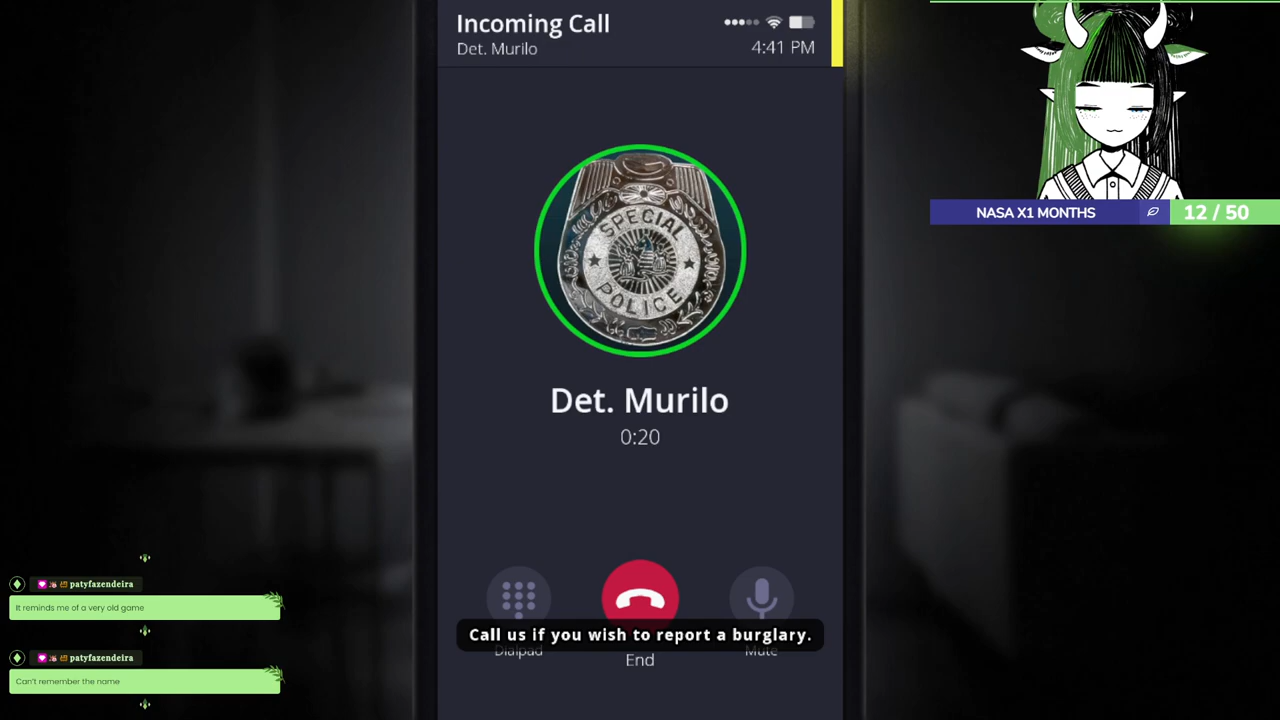 Incoming Call
Det. Murilo
4:41 PM
NASA X1 MONTHS
12 / 50
SPECIAL
POLICE
Det. Murilo
0:20
Call us if you wish to report a burglary.
Dialpad
End
Mute
patyfazendeira
It reminds me of a very old game
patyfazendeira
Can't remember the name